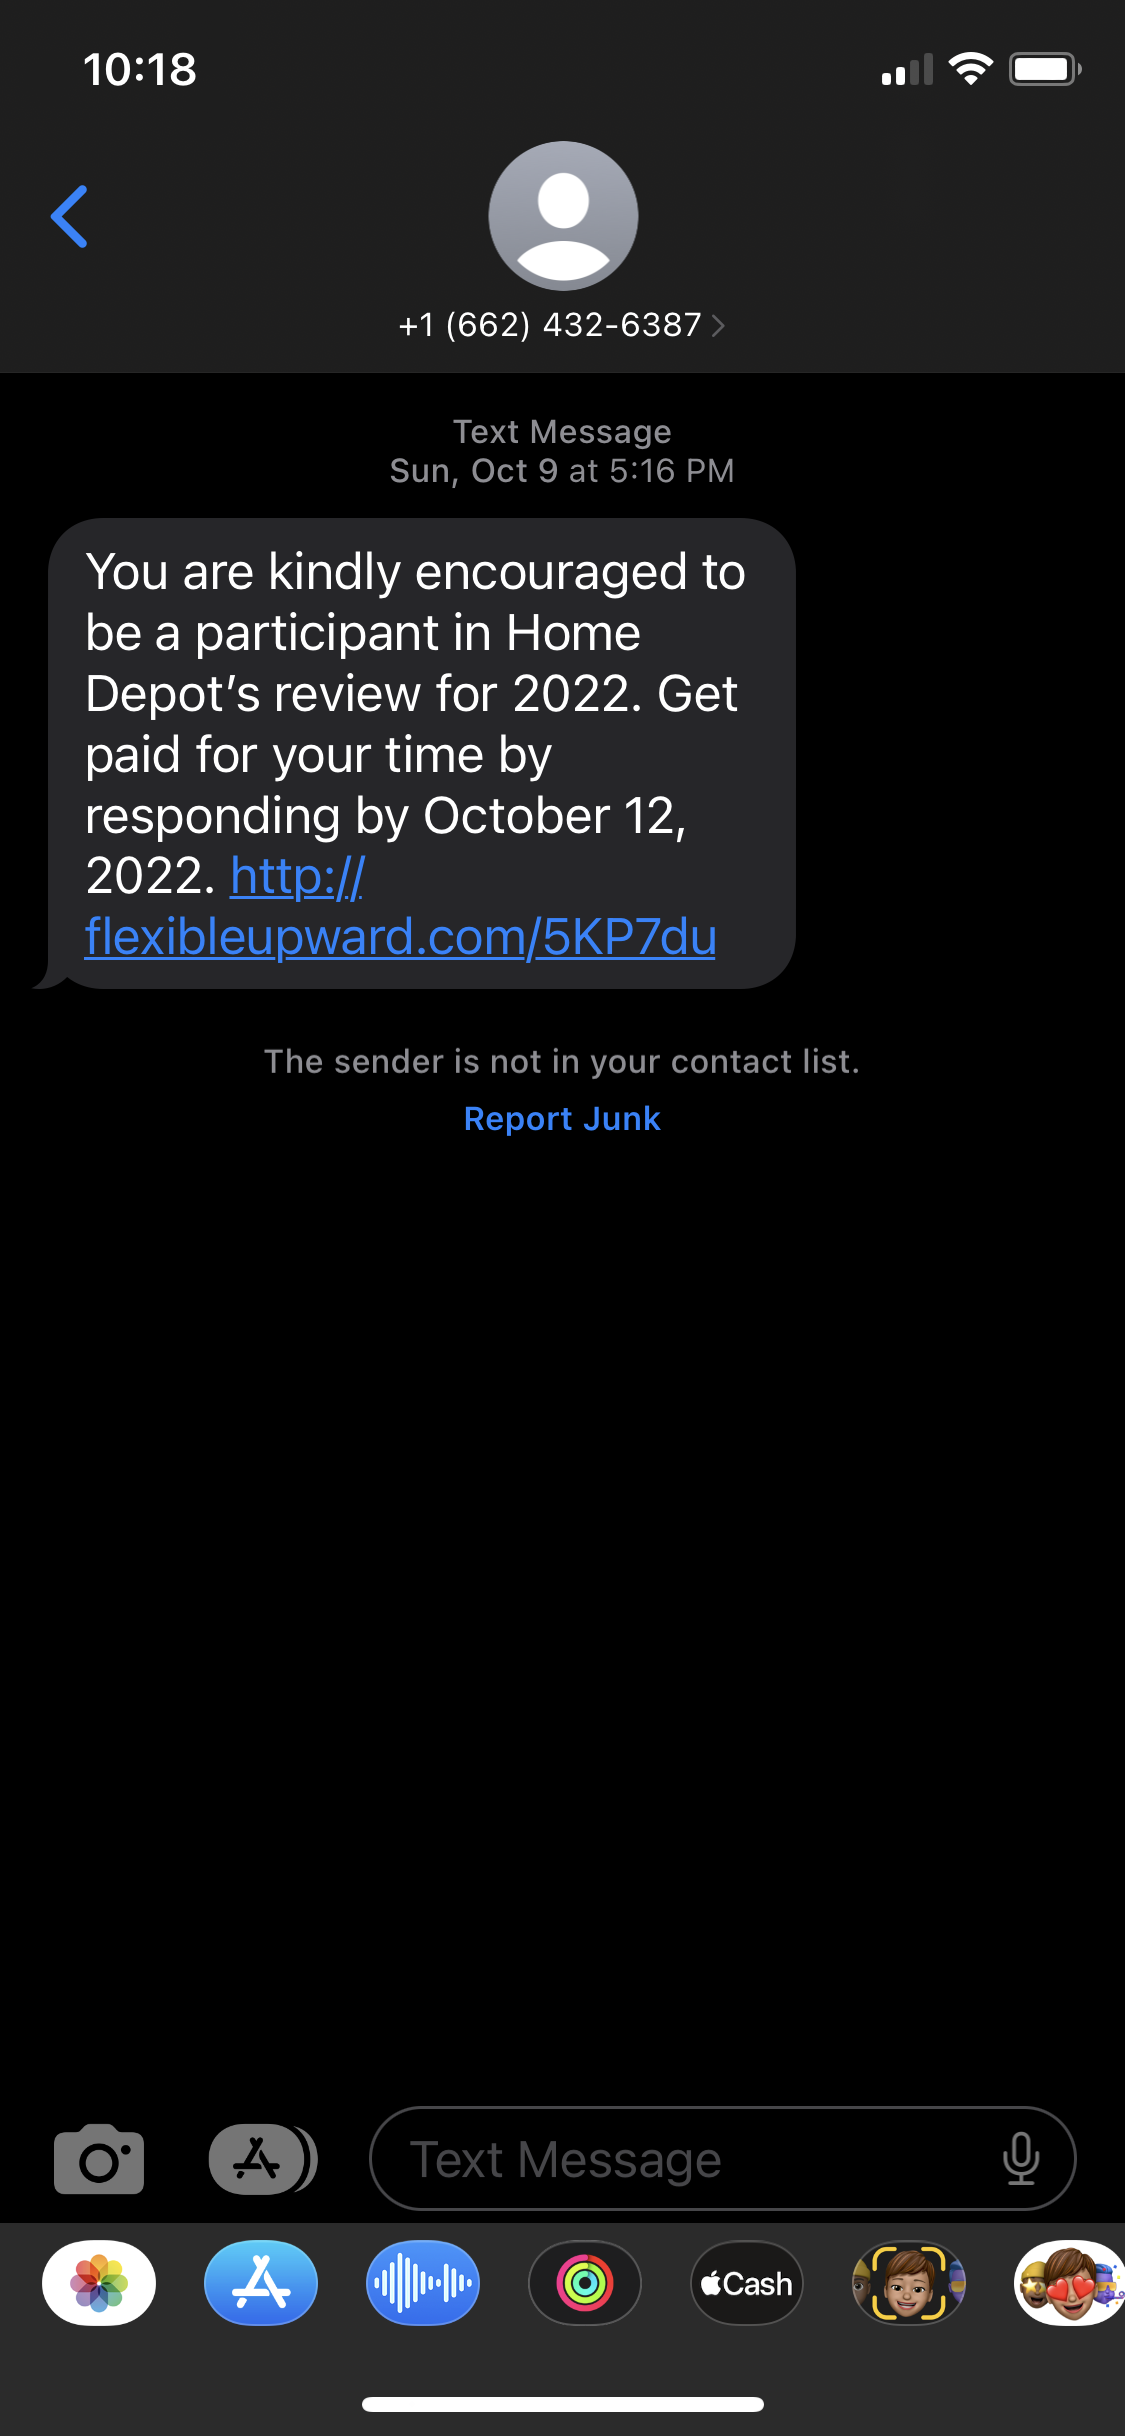 10:18
+1 (662) 432-6387
Text Message
Sun, Oct 9 at 5:16 PM
You are kindly encouraged to
be a participant in Home
Depot’s review for 2022. Get
paid for your time by
responding by October 12,
2022. http://
flexibleupward.com/5KP7du
The sender is not in your contact list.
Report Junk
Text Message
Cash